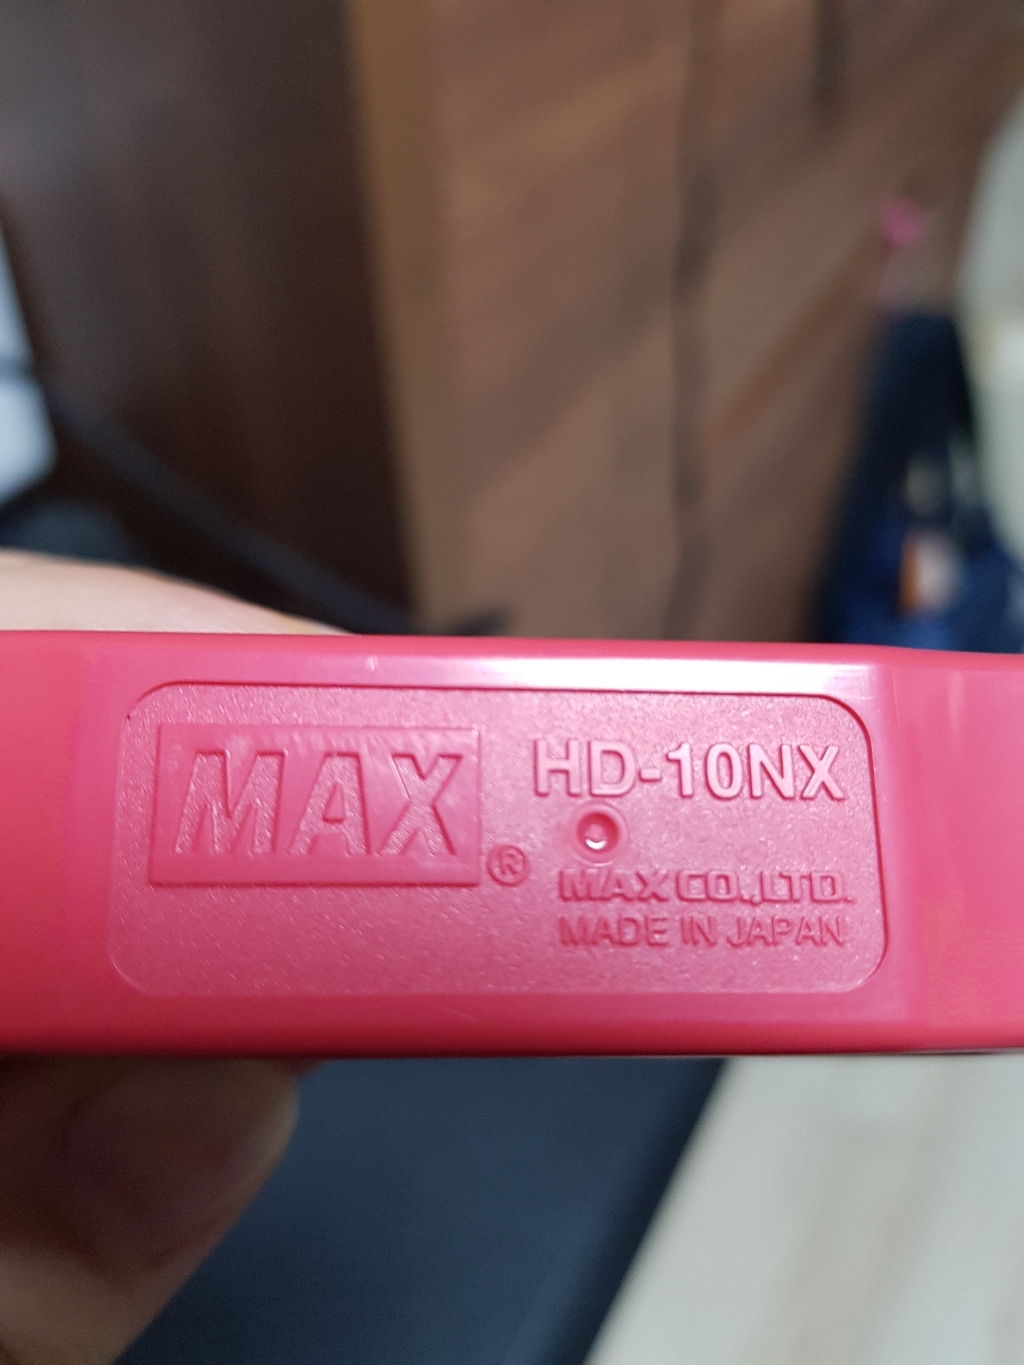 MAX®
HD-10NX
MAX CO.,LTD.
MADE IN JAPAN